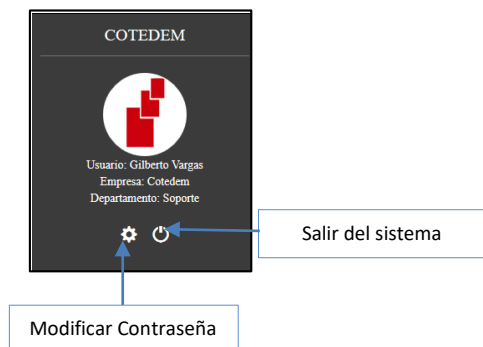 COTEDEM
Usuario: Gilberto Vargas
Empresa: Cotedem
Departamento: Soporte
Salir del sistema
Modificar Contraseña